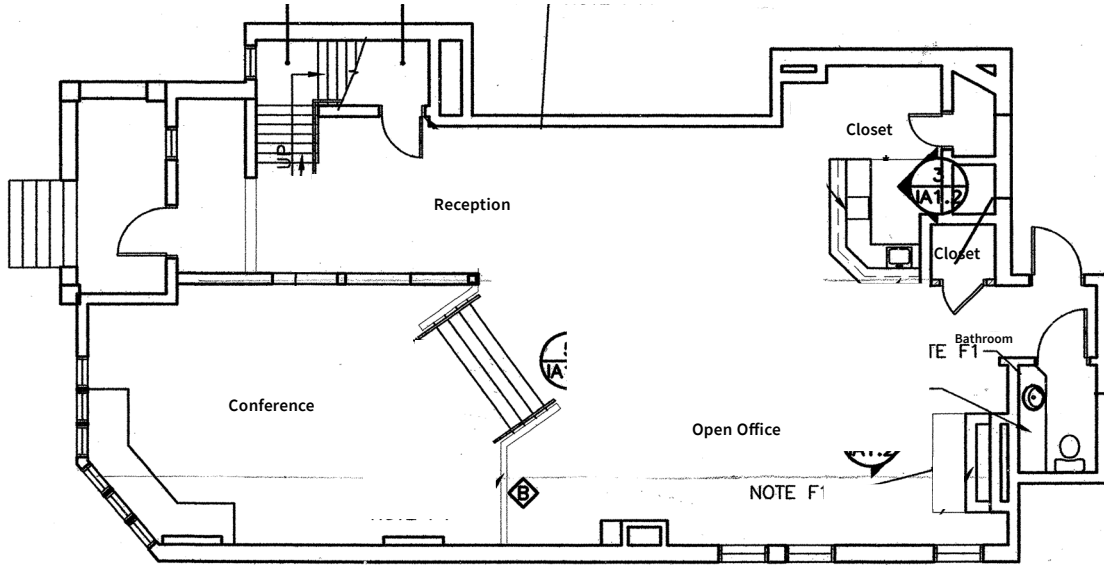 UP
Closet
3
IA1.2
Reception
Closet
Bathroom
TE F1
Conference
Open Office
B
NOTE F1